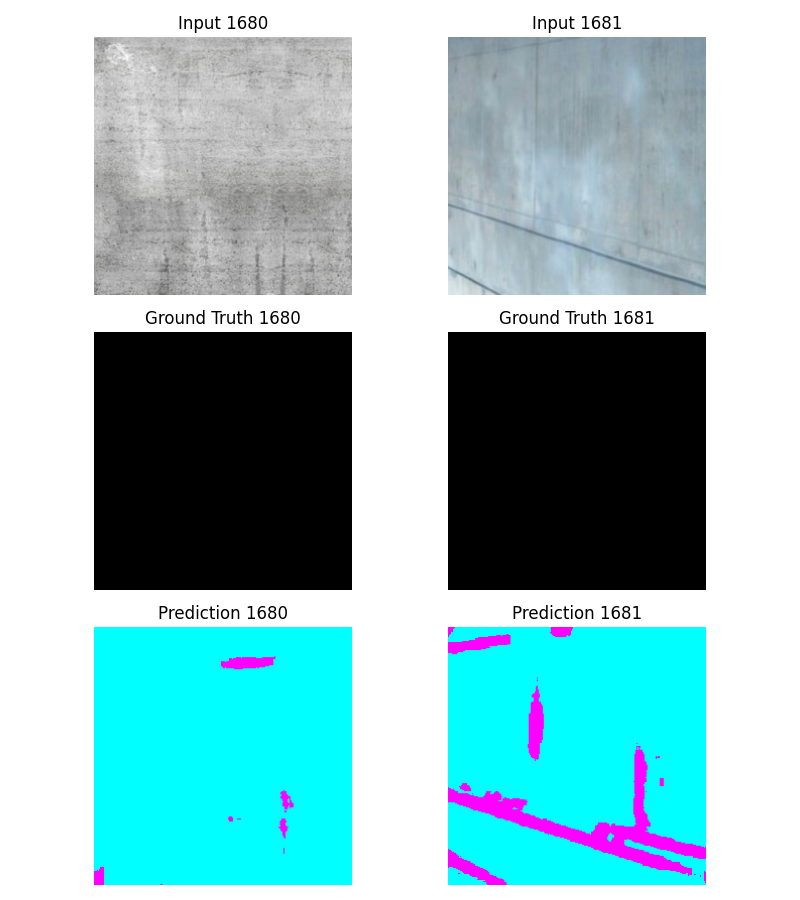 Input 1680
Input 1681
Ground Truth 1680
Ground Truth 1681
Prediction 1680
Prediction 1681